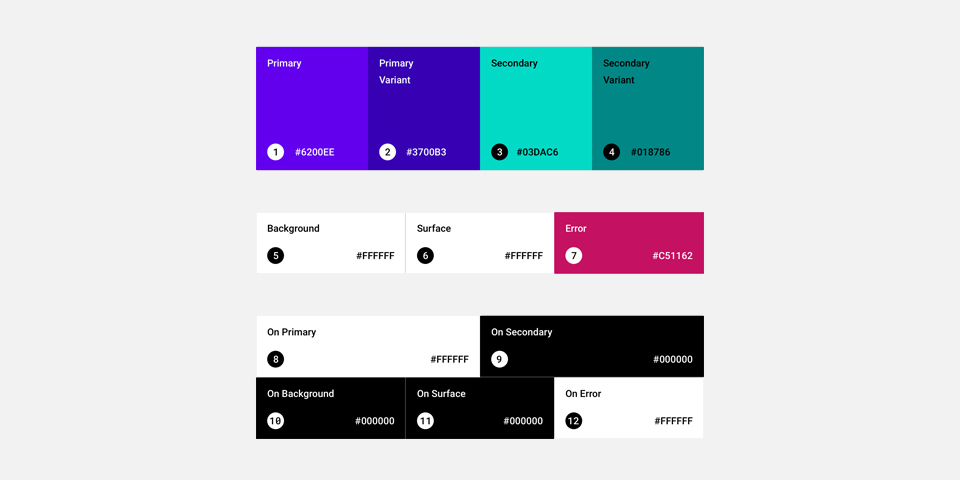 Primary
Primary
Variant
Secondary
Secondary
Variant
1 #6200EE
2 #3700B3
3 #03DAC6
4 #018786
Background
Surface
Error
5 #FFFFFF
6 #FFFFFF
7 #C51162
On Primary
On Secondary
8 #FFFFFF
9 #000000
On Background
On Surface
On Error
10 #000000
11 #000000
12 #FFFFFF